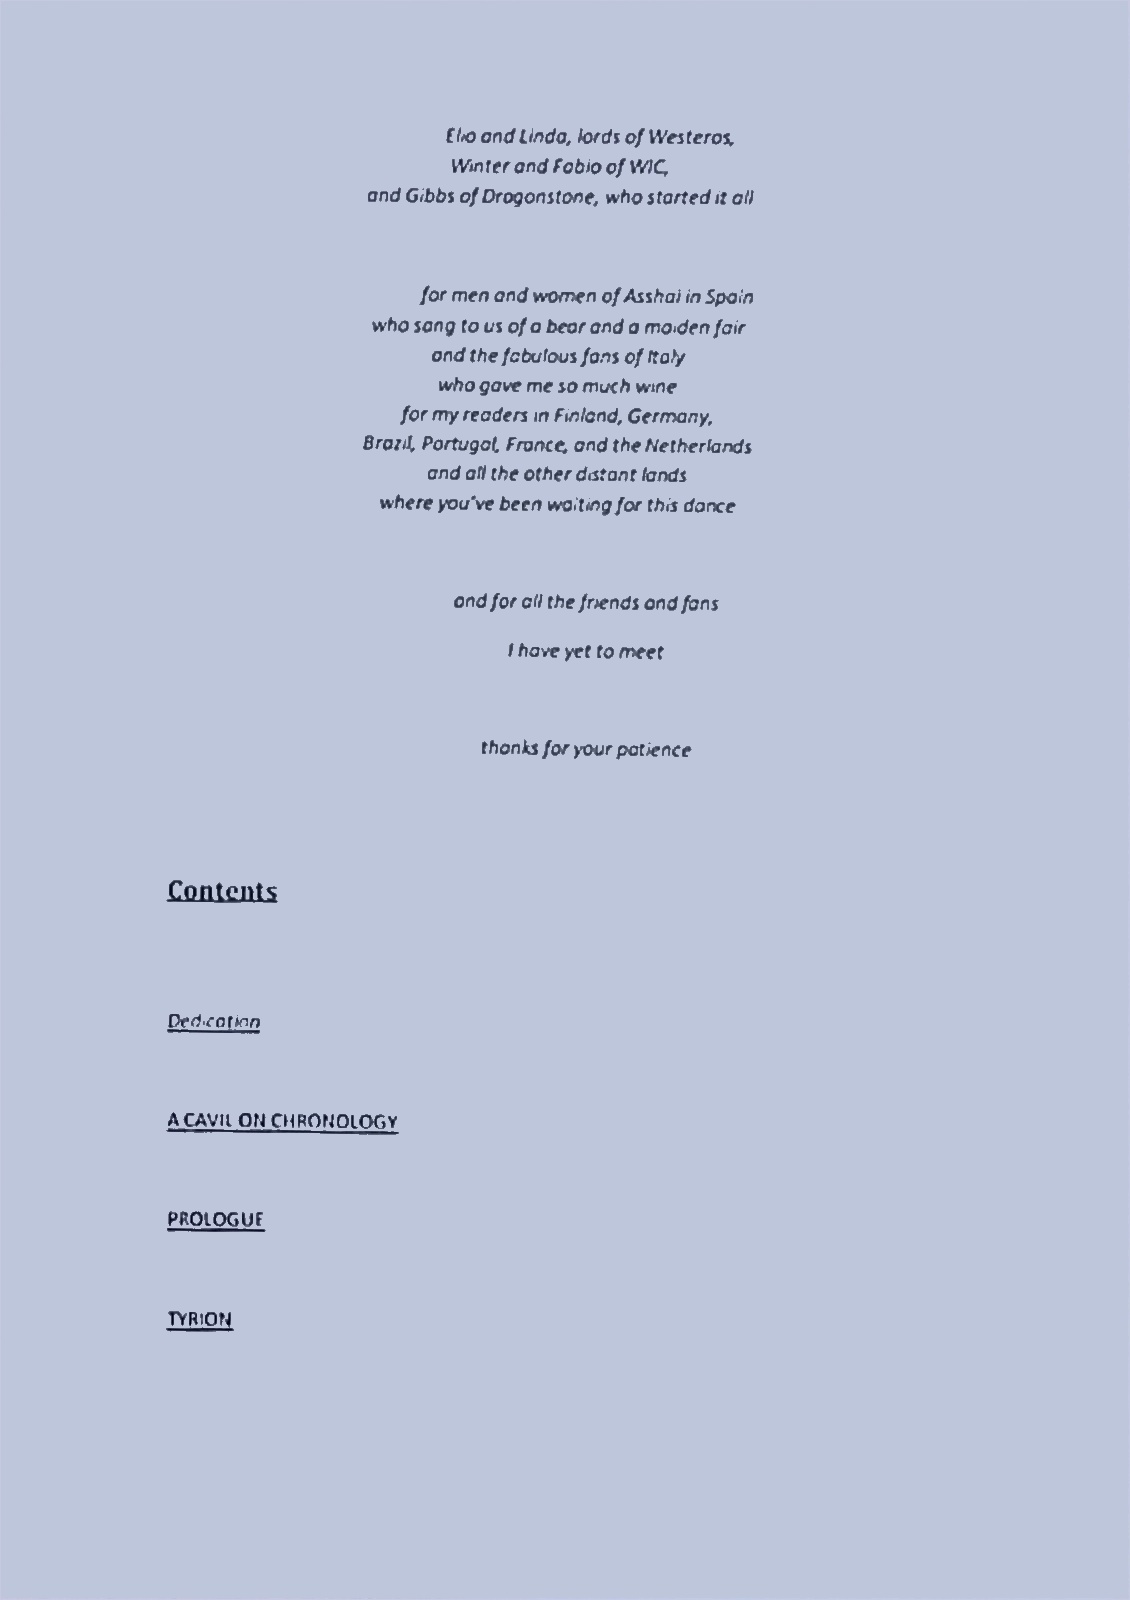 Elio and Linda, lords of Westeros,
Winter and Fabio of WIC,
and Gibbs of Dragonstone, who started it all
for men and women of Asshai in Spain
who sang to us of a bear and a maiden fair
and the fabulous fans of Italy
who gave me so much wine
for my readers in Finland, Germany,
Brazil, Portugal, France, and the Netherlands
and all the other distant lands
where you've been waiting for this dance
and for all the friends and fans
I have yet to meet
thanks for your patience
Contents
Dedication
A CAVIL ON CHRONOLOGY
PROLOGUE
TYRION